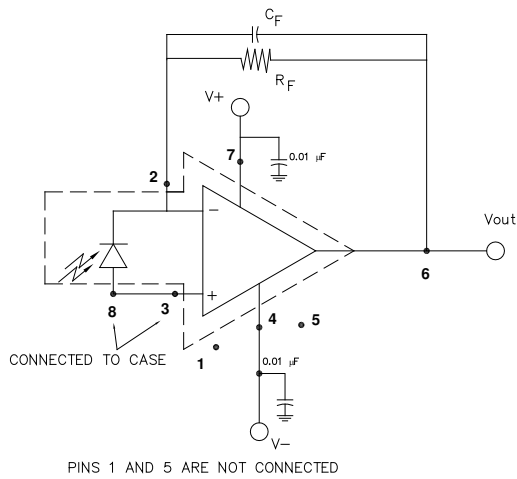 C_F
R_F
V+
7
0.01 µF
2
−
Vout
6
+
8
3
4
5
CONNECTED TO CASE
1
0.01 µF
V−
PINS 1 AND 5 ARE NOT CONNECTED